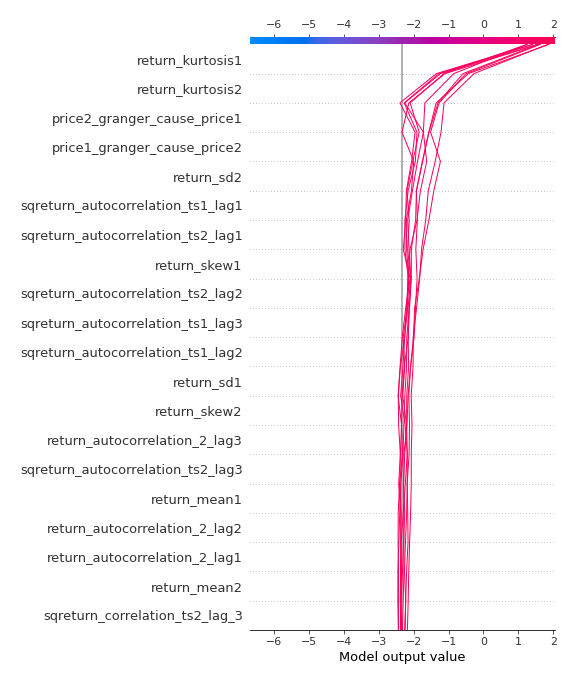 −6 −5 −4 −3 −2 −1 0 1 2
return_kurtosis1
return_kurtosis2
price2_granger_cause_price1
price1_granger_cause_price2
return_sd2
sqreturn_autocorrelation_ts1_lag1
sqreturn_autocorrelation_ts2_lag1
return_skew1
sqreturn_autocorrelation_ts2_lag2
sqreturn_autocorrelation_ts1_lag3
sqreturn_autocorrelation_ts1_lag2
return_sd1
return_skew2
return_autocorrelation_2_lag3
sqreturn_autocorrelation_ts2_lag3
return_mean1
return_autocorrelation_2_lag2
return_autocorrelation_2_lag1
return_mean2
sqreturn_correlation_ts2_lag_3
−6 −5 −4 −3 −2 −1 0 1 2
Model output value